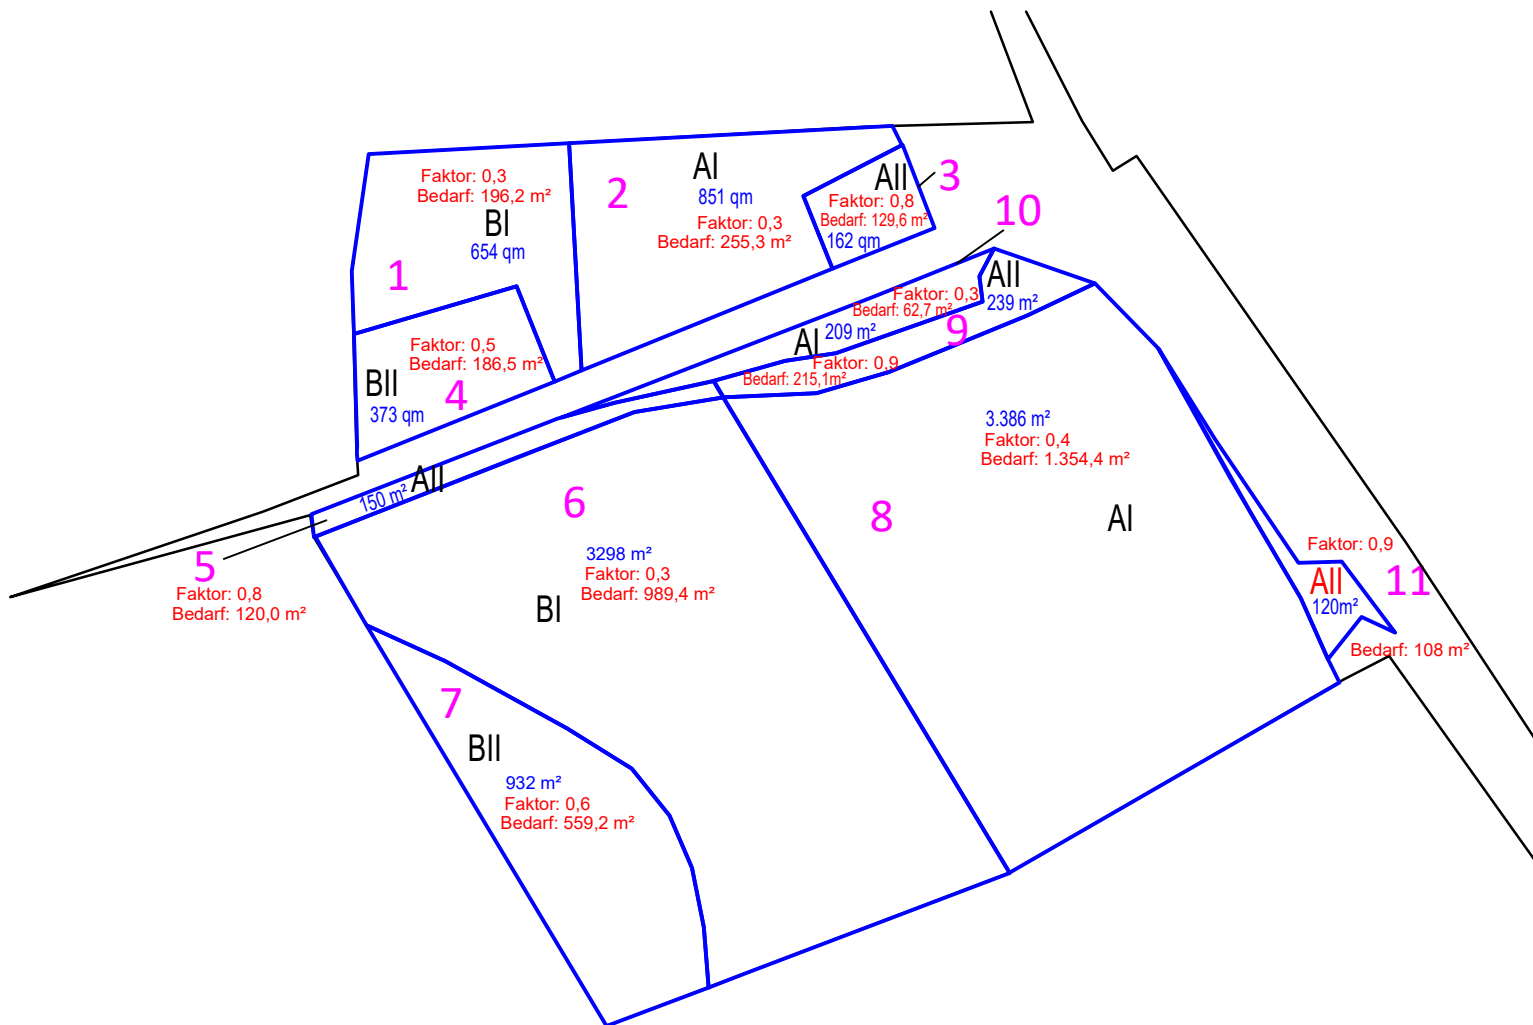 Faktor: 0,3
Bedarf: 196,2 m²
BI
654 qm
1
2
AI
851 qm
Faktor: 0,3
Bedarf: 255,3 m²
AII
3
Faktor: 0,8
Bedarf: 129,6 m²
162 qm
10
Faktor: 0,5
Bedarf: 186,5 m²
BII
4
373 qm
AII
239 m²
Faktor: 0,3
Bedarf: 62,7 m²
AI
209 m²
9
Faktor: 0,9
Bedarf: 215,1m²
AII
150 m²
5
Faktor: 0,8
Bedarf: 120,0 m²
6
3298 m²
Faktor: 0,3
Bedarf: 989,4 m²
BI
3.386 m²
Faktor: 0,4
Bedarf: 1.354,4 m²
8
AI
Faktor: 0,9
AII
11
120m²
Bedarf: 108 m²
7
BII
932 m²
Faktor: 0,6
Bedarf: 559,2 m²